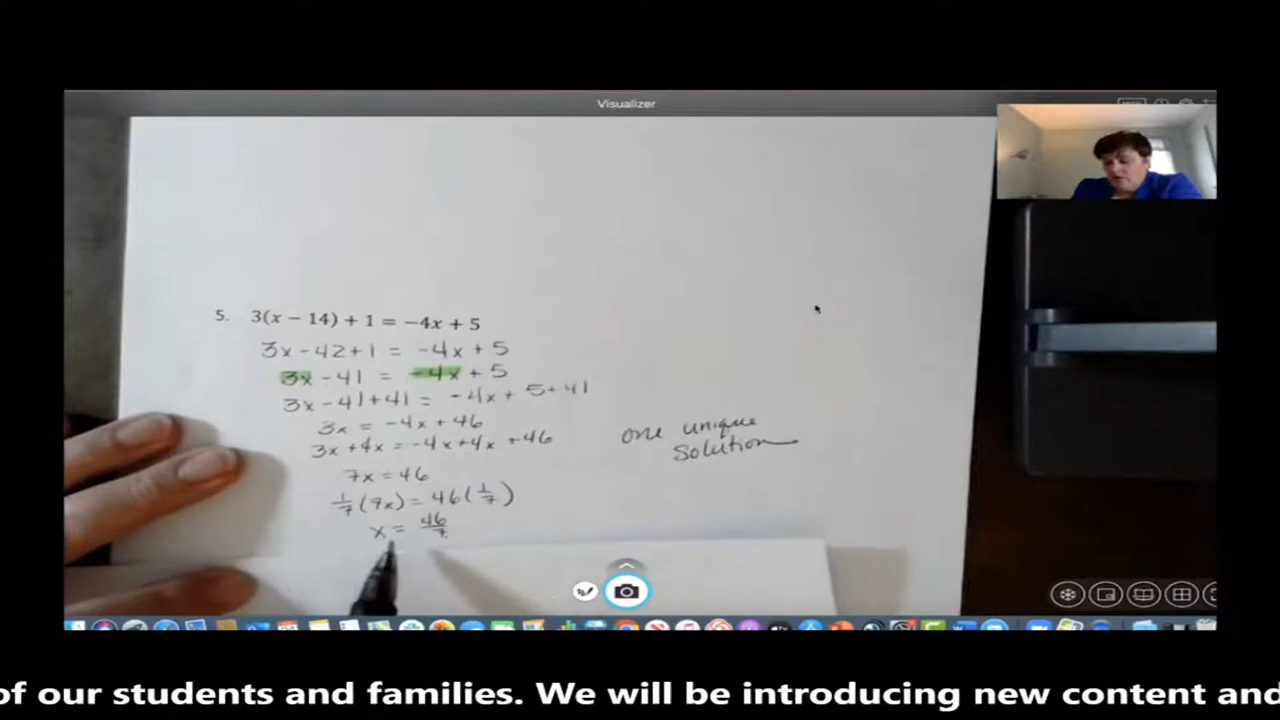 Visualizer
5. 3(x − 14) + 1 = −4x + 5
3x - 42 + 1 = -4x + 5
3x - 41 = -4x + 5
3x - 41 + 41 = -4x + 5 + 41
3x = -4x + 46
3x + 4x = -4x + 4x + 46
7x = 46
1/7 (7x) = 46 (1/7)
x = 46/7
one unique
solution
of our students and families. We will be introducing new content and